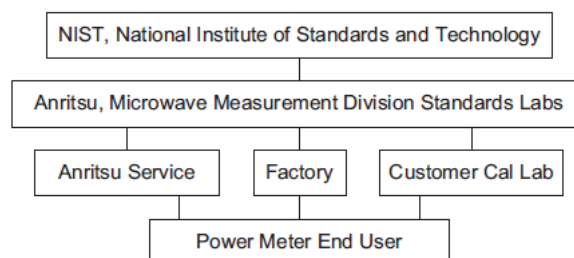 NIST, National Institute of Standards and Technology
Anritsu, Microwave Measurement Division Standards Labs
Anritsu Service
Factory
Customer Cal Lab
Power Meter End User